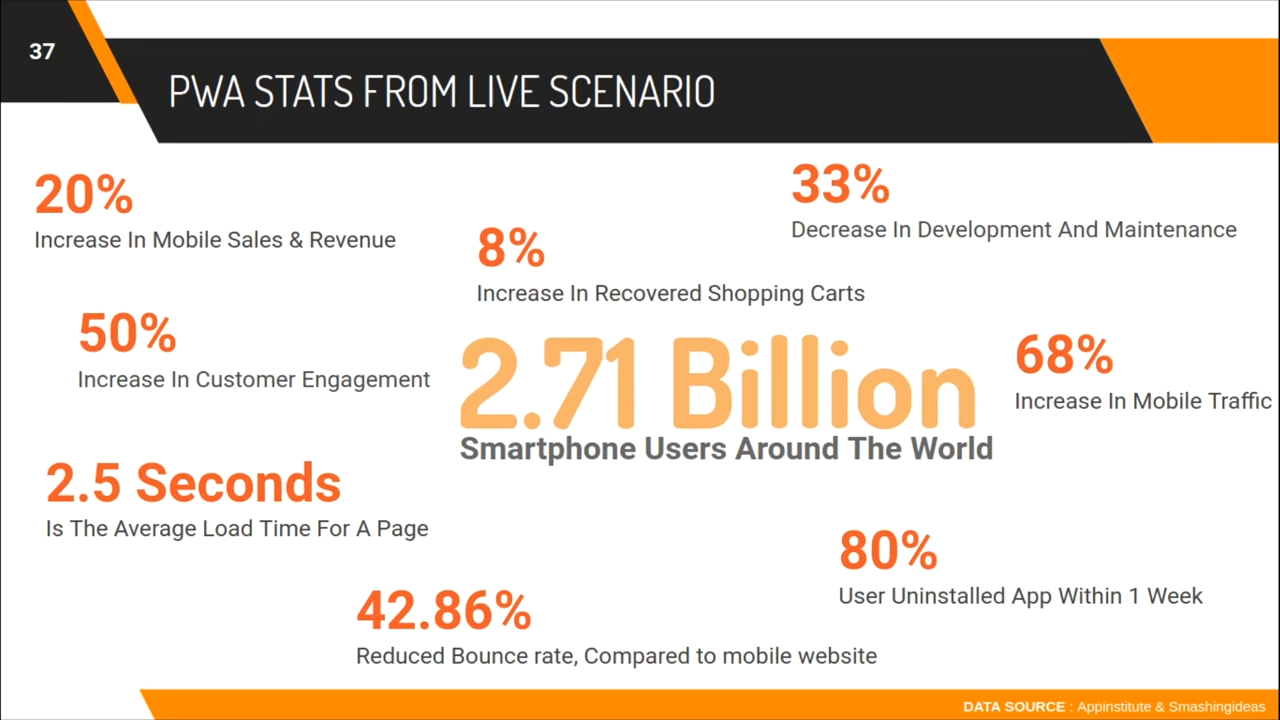 37
PWA STATS FROM LIVE SCENARIO
20%
Increase In Mobile Sales & Revenue
33%
Decrease In Development And Maintenance
8%
Increase In Recovered Shopping Carts
50%
Increase In Customer Engagement
2.71 Billion
Smartphone Users Around The World
68%
Increase In Mobile Traffic
2.5 Seconds
Is The Average Load Time For A Page
80%
User Uninstalled App Within 1 Week
42.86%
Reduced Bounce rate, Compared to mobile website
DATA SOURCE : Appinstitute & Smashingideas